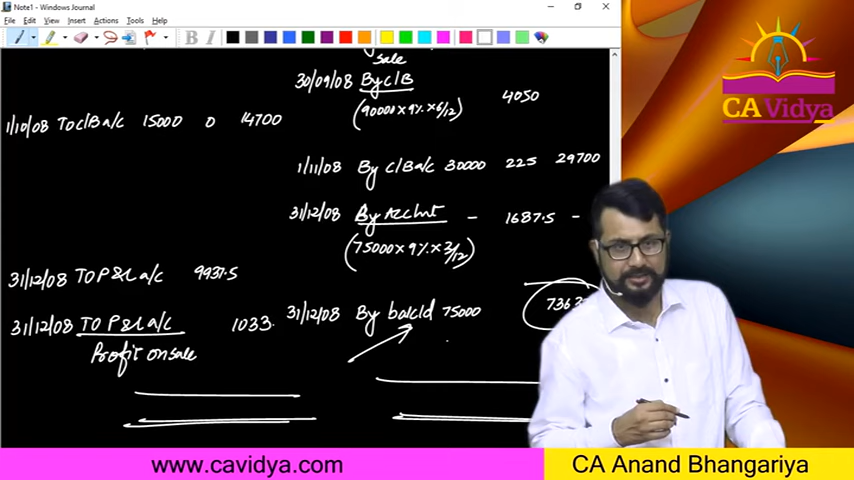 Note1 - Windows Journal
File Edit View Insert Actions Tools Help
B I
sale
30/09/08 By C/B
(90000 x 9% x 6/12)
4050
1/10/08 To C/B a/c 15000 0 14700
1/11/08 By C/B a/c 30000 225 29700
31/12/08 By Acc Int - 1687.5 -
(75000 x 9% x 3/12)
31/12/08 TO P&L a/c 9937.5
31/12/08 By bal c/d 75000
31/12/08 TO P&L a/c 1033.
Profit on sale
CA Vidya
www.cavidya.com
CA Anand Bhangariya